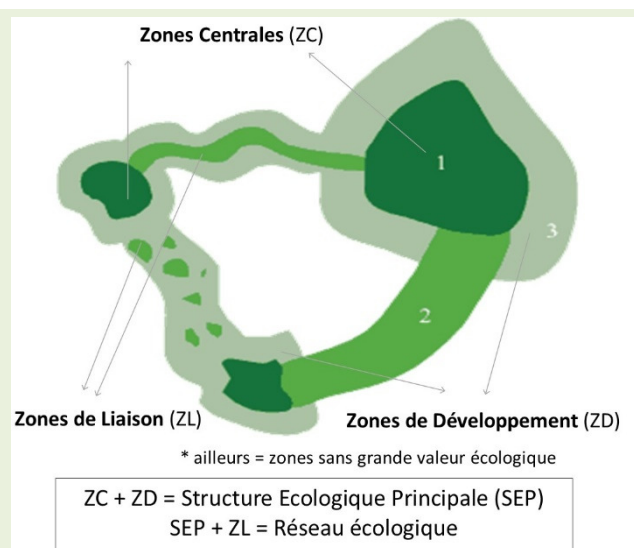 Zones Centrales (ZC)
1
3
2
Zones de Liaison (ZL)
Zones de Développement (ZD)
* ailleurs = zones sans grande valeur écologique
ZC + ZD = Structure Ecologique Principale (SEP)
SEP + ZL = Réseau écologique